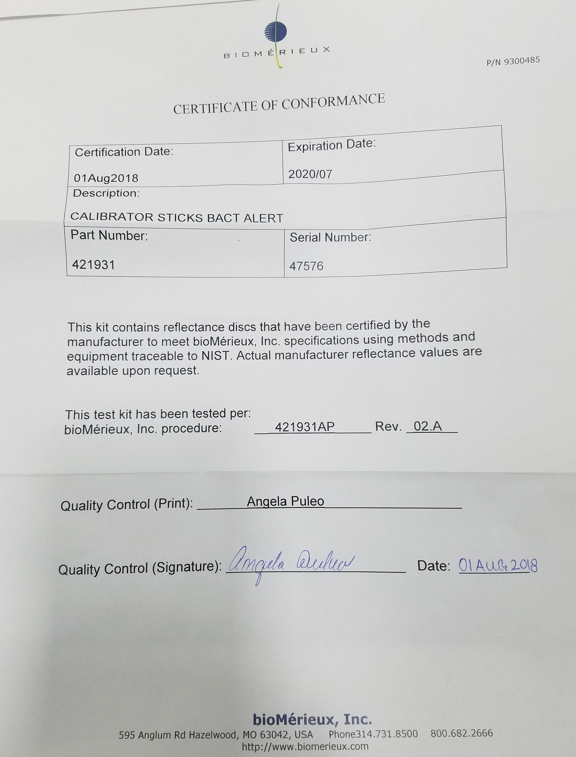 BIOMÉRIEUX
P/N 9300485
CERTIFICATE OF CONFORMANCE
Certification Date:
01Aug2018
Expiration Date:
2020/07
Description:
CALIBRATOR STICKS BACT ALERT
Part Number:
421931
Serial Number:
47576
This kit contains reflectance discs that have been certified by the
manufacturer to meet bioMérieux, Inc. specifications using methods and
equipment traceable to NIST. Actual manufacturer reflectance values are
available upon request.
This test kit has been tested per:
bioMérieux, Inc. procedure: 421931AP Rev. 02.A
Quality Control (Print): Angela Puleo
Quality Control (Signature): Angela Puleo Date: 01AUG2018
bioMérieux, Inc.
595 Anglum Rd Hazelwood, MO 63042, USA Phone314.731.8500 800.682.2666
http://www.biomerieux.com